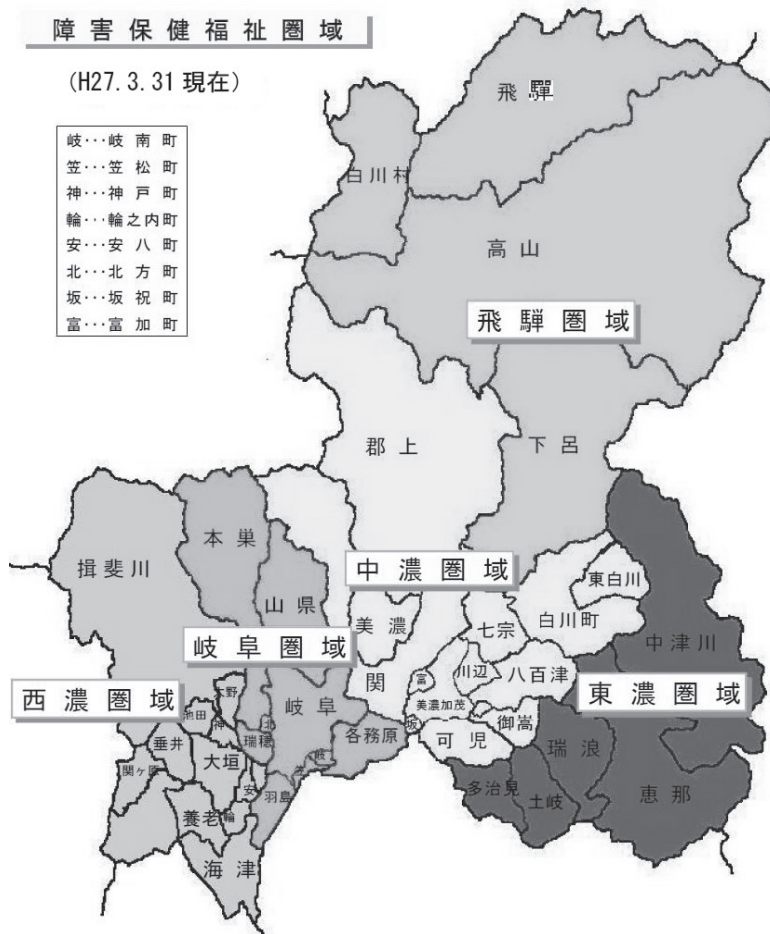 障害保健福祉圏域
(H27.3.31現在)
岐･･･岐南町
笠･･･笠松町
神･･･神戸町
輪･･･輪之内町
安･･･安八町
北･･･北方町
坂･･･坂祝町
富･･･富加町
飛驒
白川村
高山
飛騨圏域
郡上
下呂
本巣
揖斐川
中濃圏域
東白川
山県
美濃
七宗
白川町
中津川
岐阜圏域
関
富
川辺
八百津
西濃圏域
大野
池田
神
北
岐阜
美濃加茂
東濃圏域
垂井
瑞穂
各務原
坂
御嵩
関ヶ原
大垣
岐
笠
可児
瑞浪
安
羽島
多治見
土岐
恵那
養老
輪
海津